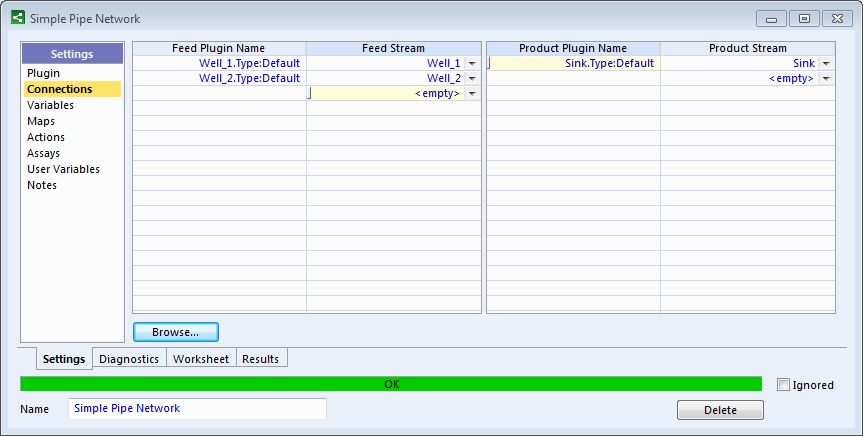 Simple Pipe Network
Settings
Plugin
Connections
Variables
Maps
Actions
Assays
User Variables
Notes
Feed Plugin Name Feed Stream
Well_1.Type:Default Well_1
Well_2.Type:Default Well_2
<empty>
Product Plugin Name Product Stream
Sink.Type:Default Sink
<empty>
Browse...
Settings Diagnostics Worksheet Results
OK
Ignored
Name Simple Pipe Network
Delete